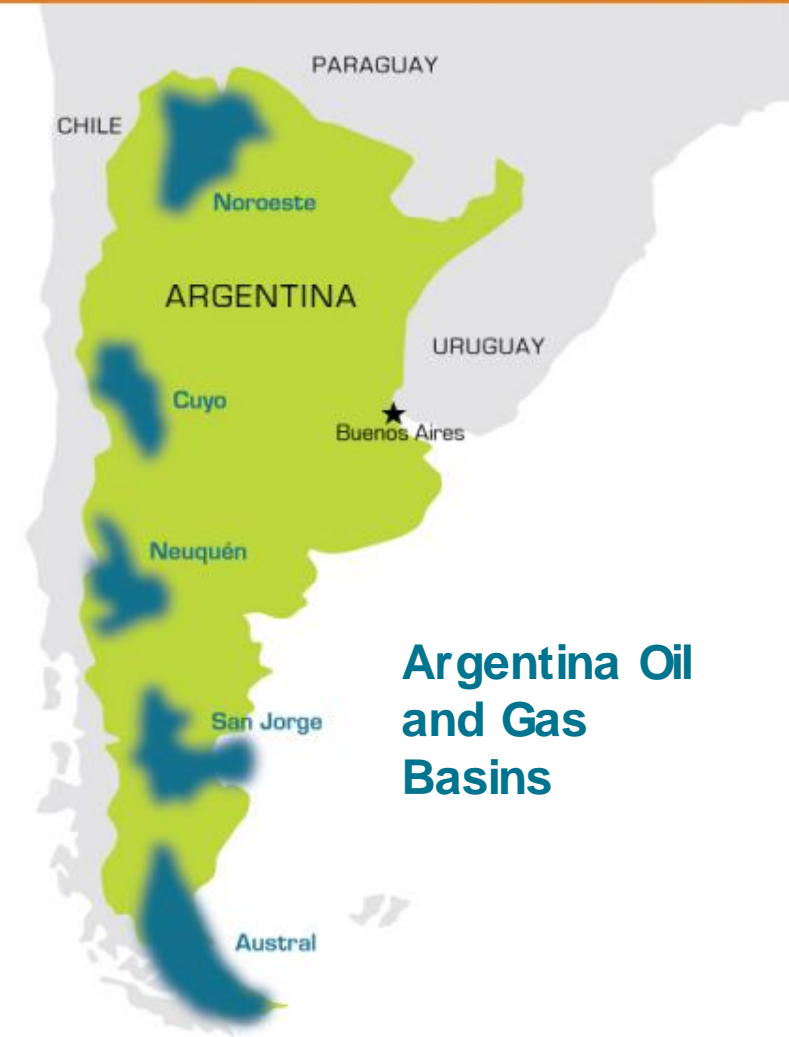 PARAGUAY
CHILE
Noroeste
ARGENTINA
URUGUAY
Cuyo
Buenos Aires
Neuquén
Argentina Oil
and Gas
Basins
San Jorge
Austral